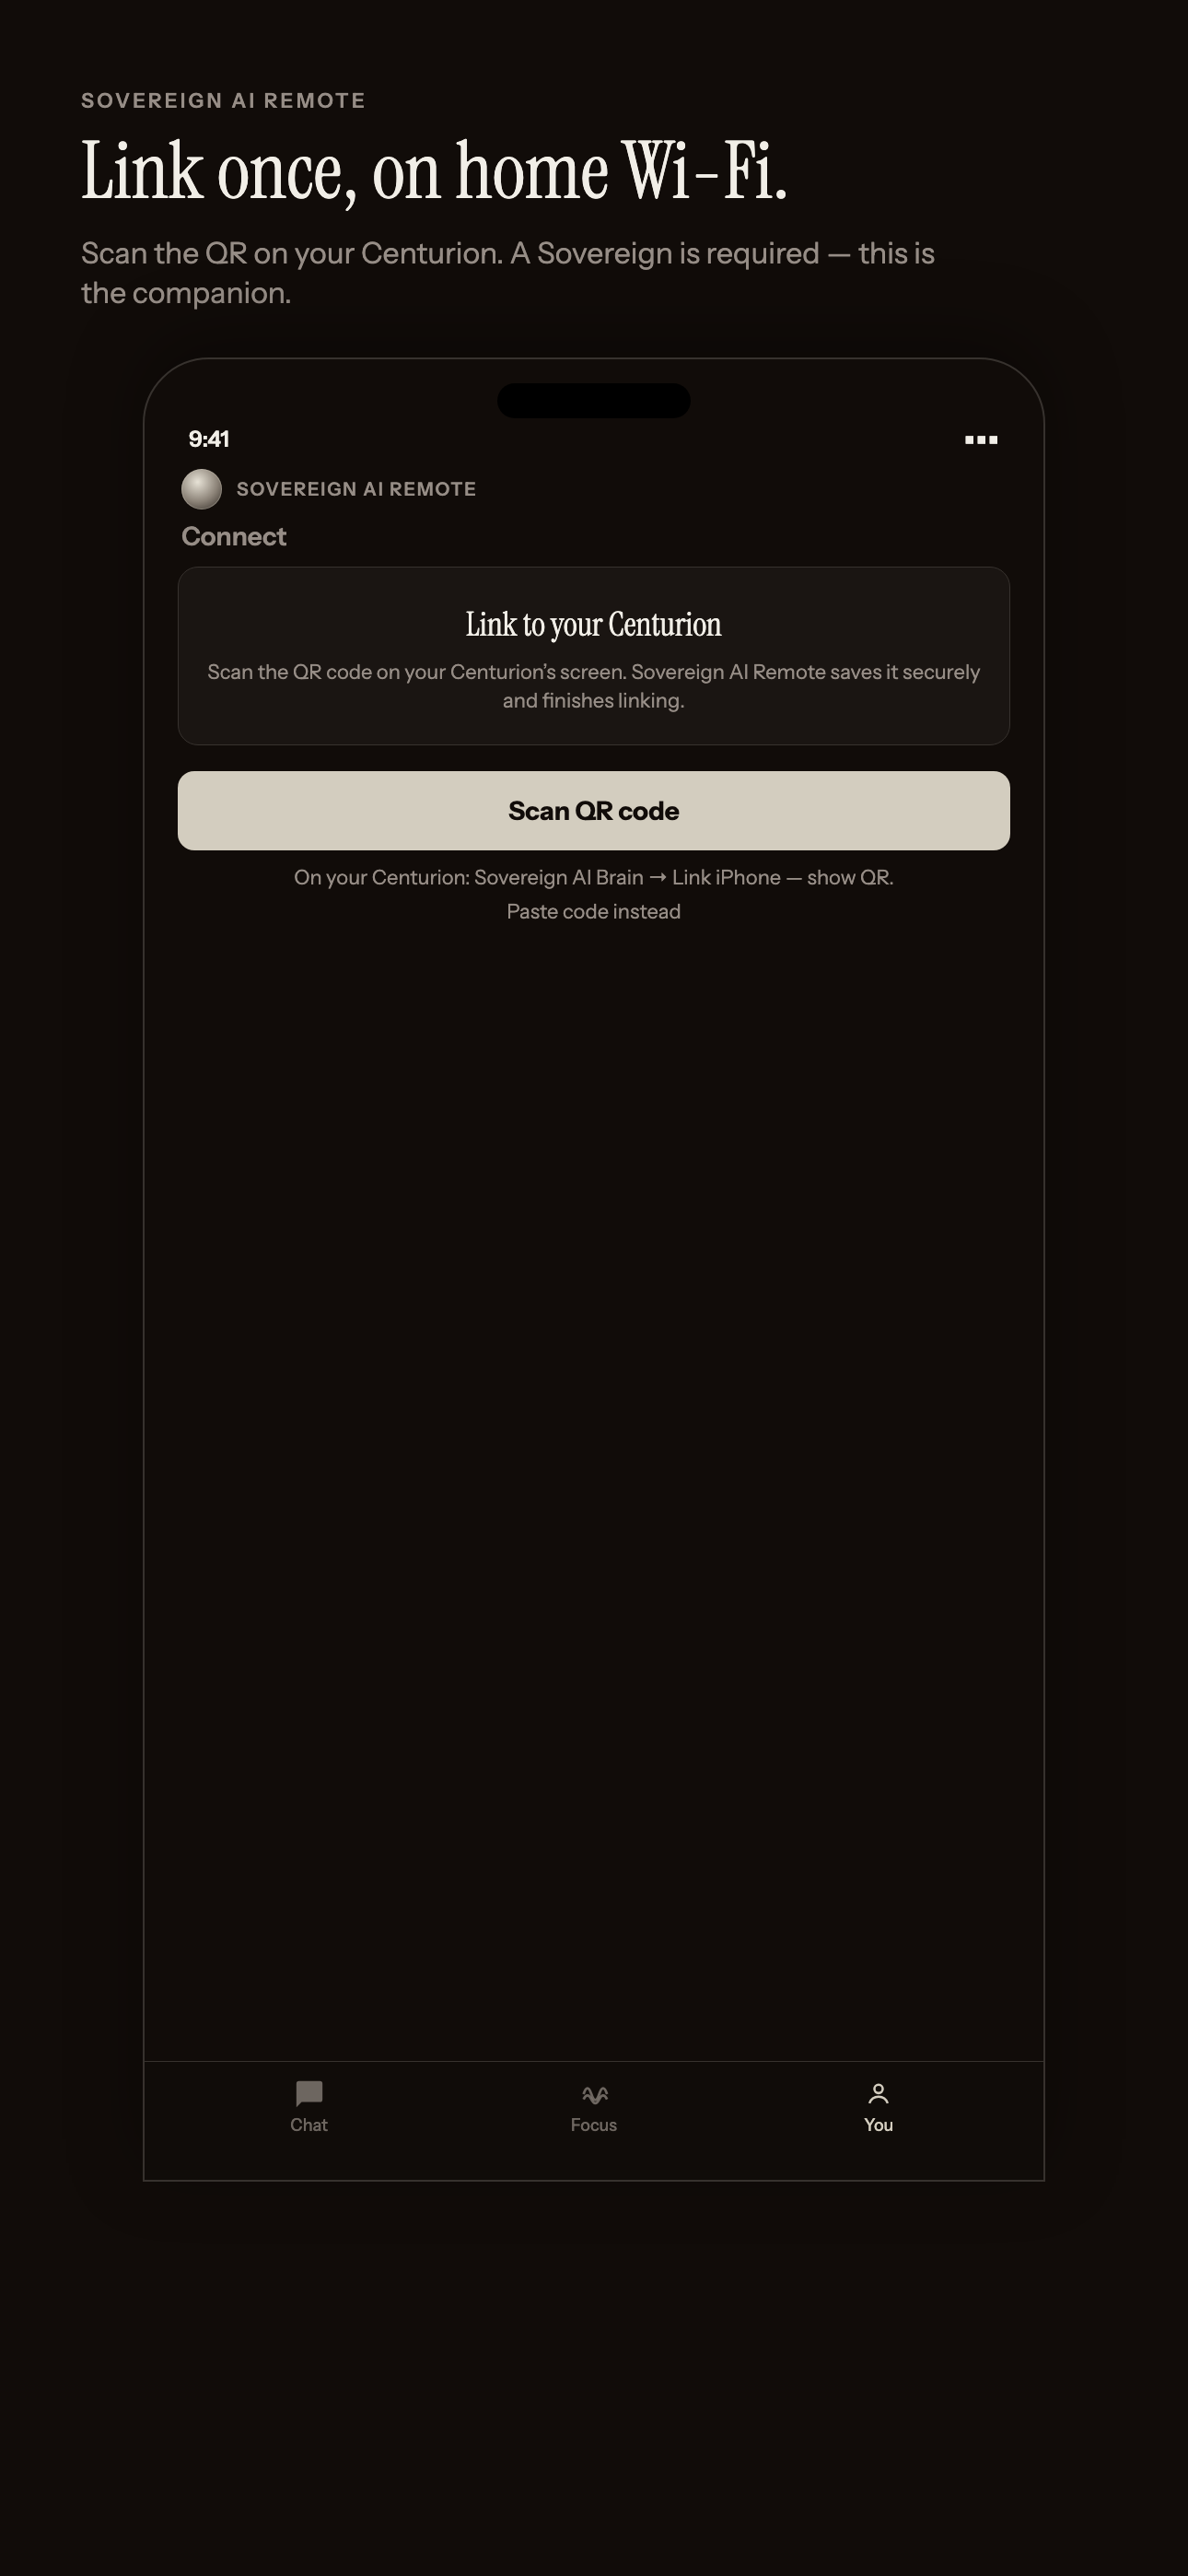 SOVEREIGN AI REMOTE
Link once, on home Wi-Fi.
Scan the QR on your Centurion. A Sovereign is required — this is
the companion.
9:41
SOVEREIGN AI REMOTE
Connect
Link to your Centurion
Scan the QR code on your Centurion’s screen. Sovereign AI Remote saves it securely
and finishes linking.
Scan QR code
On your Centurion: Sovereign AI Brain → Link iPhone — show QR.
Paste code instead
Chat
Focus
You